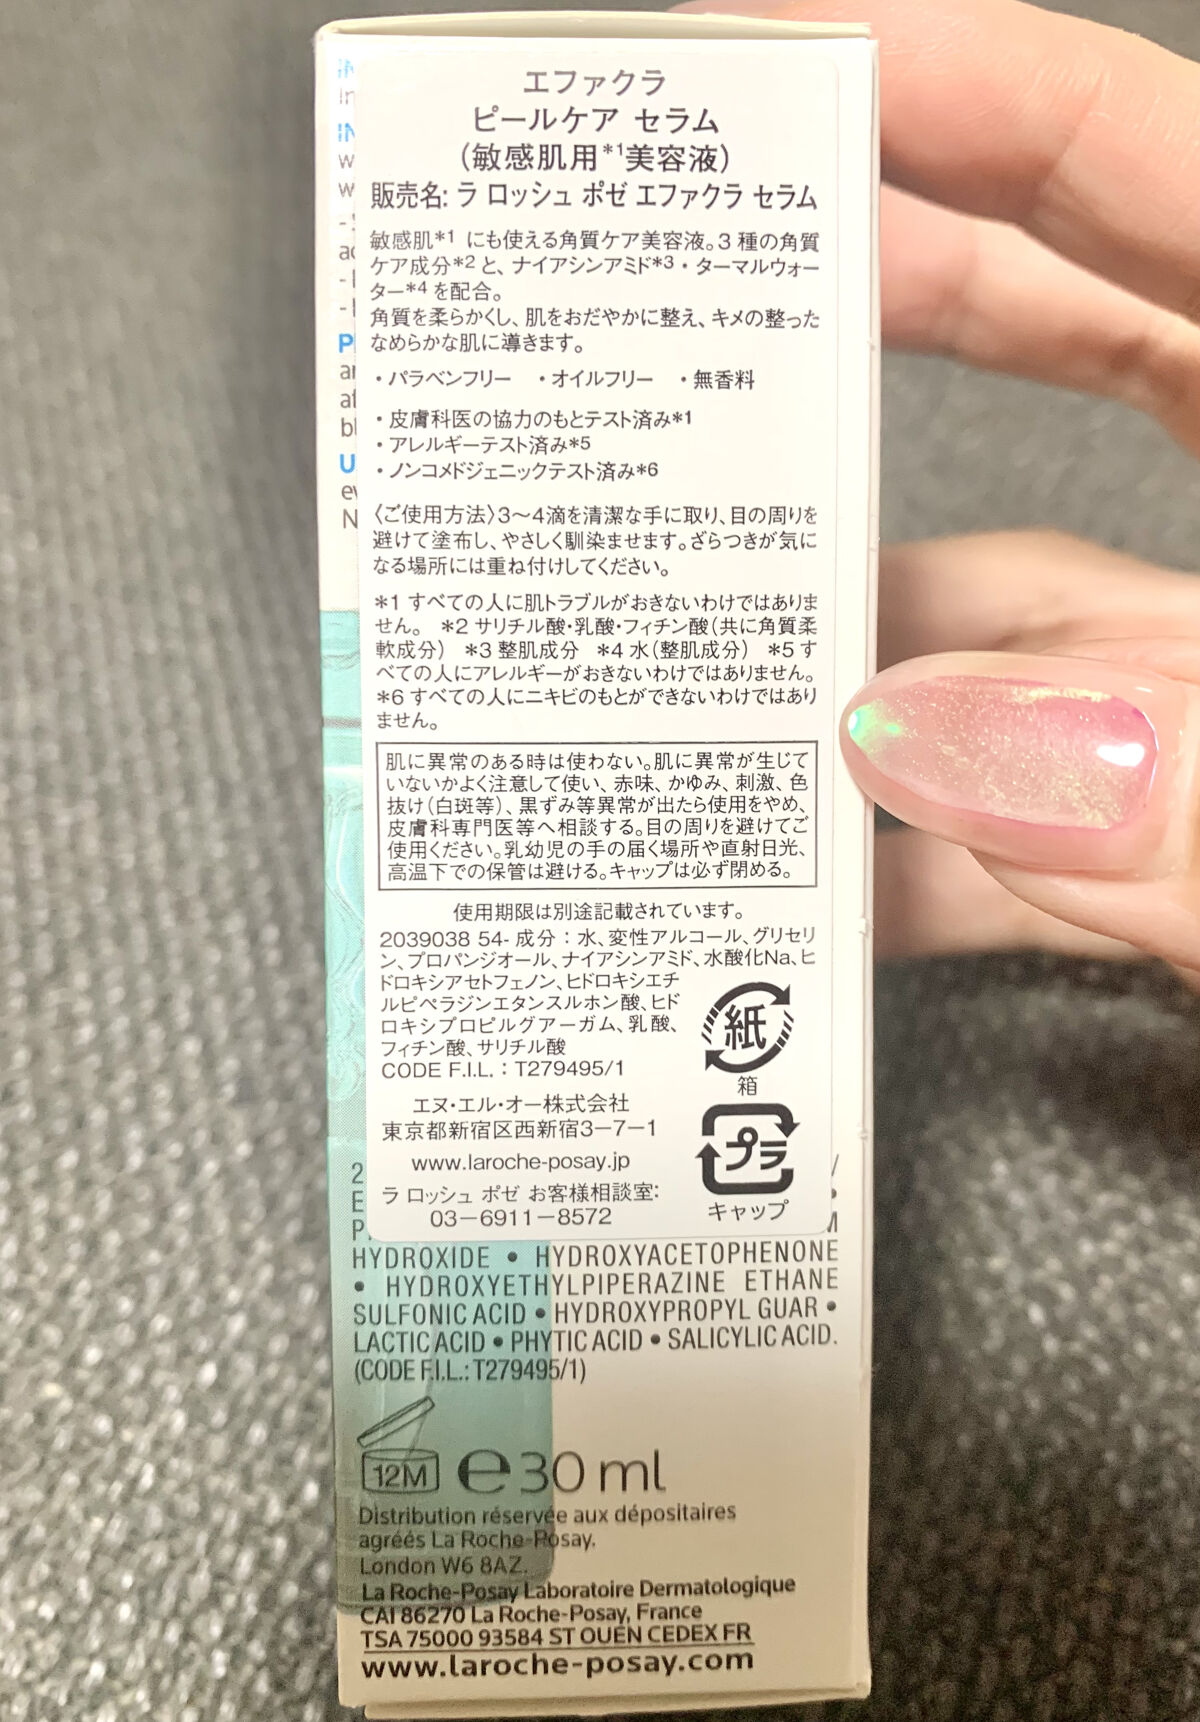 エファクラ
ピールケア セラム
(敏感肌用*1美容液)
販売名: ラ ロッシュ ポゼ エファクラ セラム
敏感肌*1 にも使える角質ケア美容液。3 種の角質
ケア成分*2 と、ナイアシンアミド*3・ターマルウォー
ター*4 を配合。
角質を柔らかくし、肌をおだやかに整え、キメの整った
なめらかな肌に導きます。
・パラベンフリー ・オイルフリー ・無香料
・皮膚科医の協力のもとテスト済み*1
・アレルギーテスト済み*5
・ノンコメドジェニックテスト済み*6
〈ご使用方法〉3〜4滴を清潔な手に取り、目の周りを
避けて塗布し、やさしく馴染ませます。ざらつきが気に
なる場所には重ね付けしてください。
*1 すべての人に肌トラブルがおきないわけではありま
せん。 *2 サリチル酸・乳酸・フィチン酸(共に角質柔
軟成分) *3 整肌成分 *4 水(整肌成分) *5 す
べての人にアレルギーがおきないわけではありません。
*6 すべての人にニキビのもとができないわけではあり
ません。
肌に異常のある時は使わない。肌に異常が生じて
いないかよく注意して使い、赤味、かゆみ、刺激、色
抜け(白斑等)、黒ずみ等異常が出たら使用をやめ、
皮膚科専門医等へ相談する。目の周りを避けてご
使用ください。乳幼児の手の届く場所や直射日光、
高温下での保管は避ける。キャップは必ず閉める。
使用期限は別途記載されています。
2039038 54- 成分 : 水、変性アルコール、グリセリ
ン、プロパンジオール、ナイアシンアミド、水酸化Na、ヒ
ドロキシアセトフェノン、ヒドロキシエチ
ルピペラジンエタンスルホン酸、ヒド
ロキシプロピルグアーガム、乳酸、
フィチン酸、サリチル酸
CODE F.I.L. : T279495/1
紙
箱
エヌ・エル・オー株式会社
東京都新宿区西新宿3−7−1
www.laroche-posay.jp
ラ ロッシュ ポゼ お客様相談室:
03−6911−8572
プラ
キャップ
HYDROXIDE • HYDROXYACETOPHENONE
• HYDROXYETHYLPIPERAZINE ETHANE
SULFONIC ACID • HYDROXYPROPYL GUAR •
LACTIC ACID • PHYTIC ACID • SALICYLIC ACID.
(CODE F.I.L.: T279495/1)
12M ℮30 ml
Distribution réservée aux dépositaires
agréés La Roche-Posay.
London W6 8AZ.
La Roche-Posay Laboratoire Dermatologique
CAI 86270 La Roche-Posay, France
TSA 75000 93584 ST OUEN CEDEX FR
www.laroche-posay.com